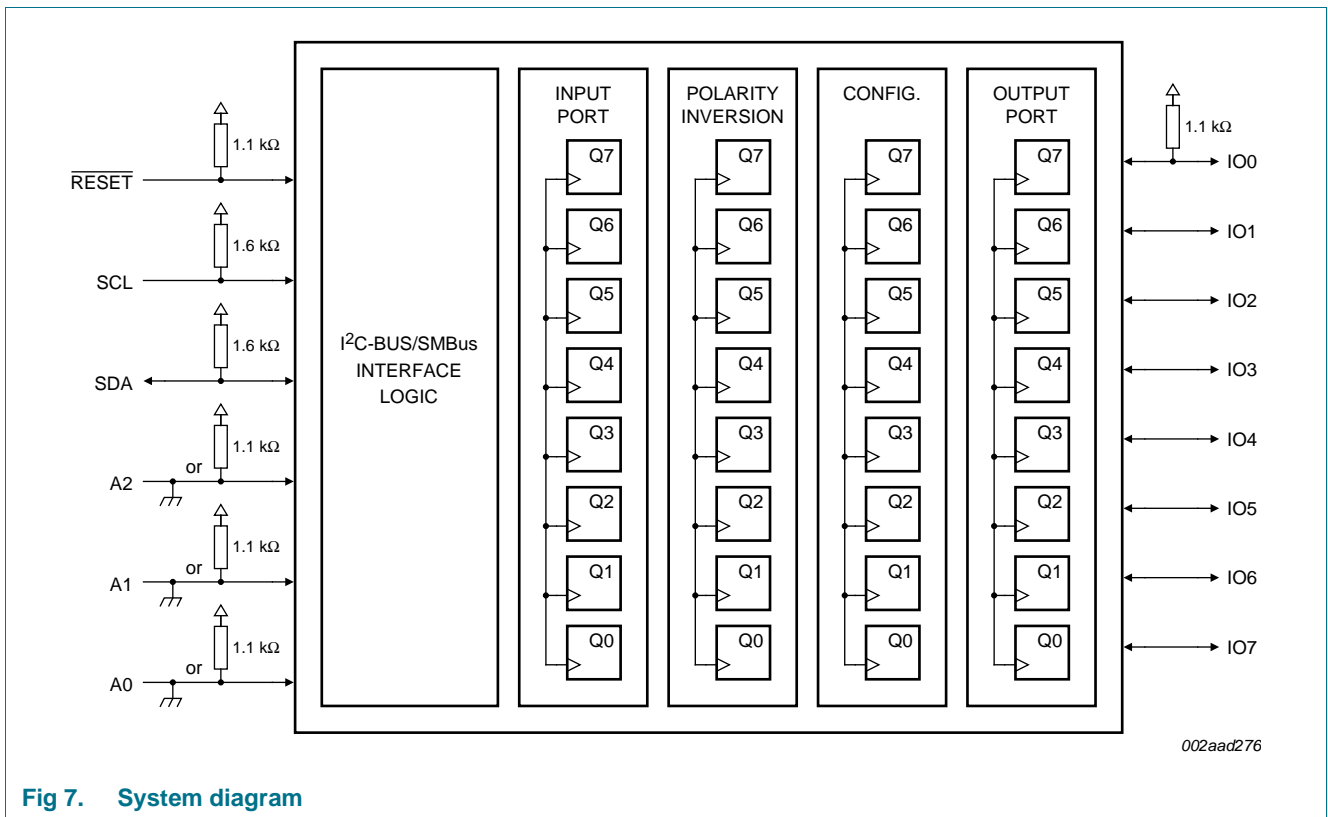 RESET
1.1 kΩ
SCL
1.6 kΩ
SDA
1.6 kΩ
A2
or
1.1 kΩ
A1
or
1.1 kΩ
A0
or
1.1 kΩ
I2C-BUS/SMBus
INTERFACE
LOGIC
INPUT
PORT
Q7
Q6
Q5
Q4
Q3
Q2
Q1
Q0
POLARITY
INVERSION
Q7
Q6
Q5
Q4
Q3
Q2
Q1
Q0
CONFIG.
Q7
Q6
Q5
Q4
Q3
Q2
Q1
Q0
OUTPUT
PORT
Q7
Q6
Q5
Q4
Q3
Q2
Q1
Q0
1.1 kΩ
IO0
IO1
IO2
IO3
IO4
IO5
IO6
IO7
002aad276
Fig 7. System diagram